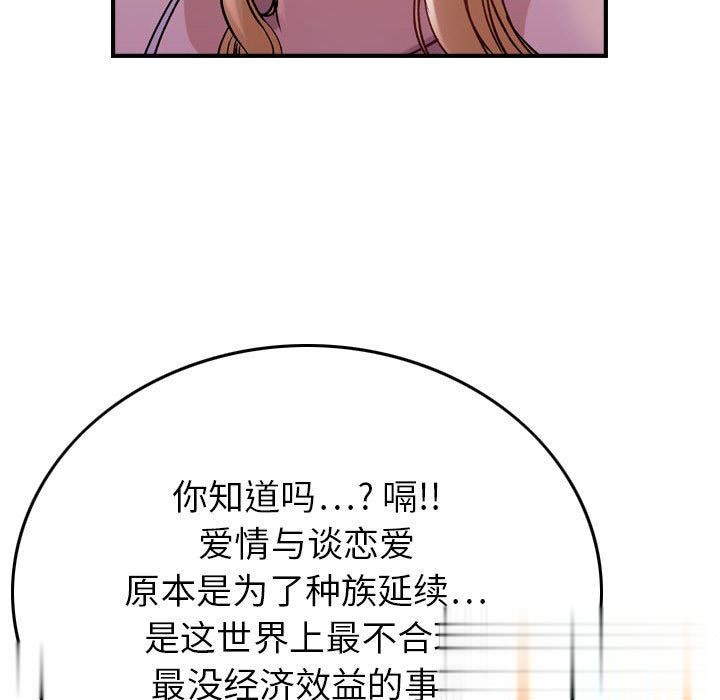 你知道吗...? 嗝!!
爱情与谈恋爱
原本是为了种族延续...
是这世界上最不合
最没经济效益的事